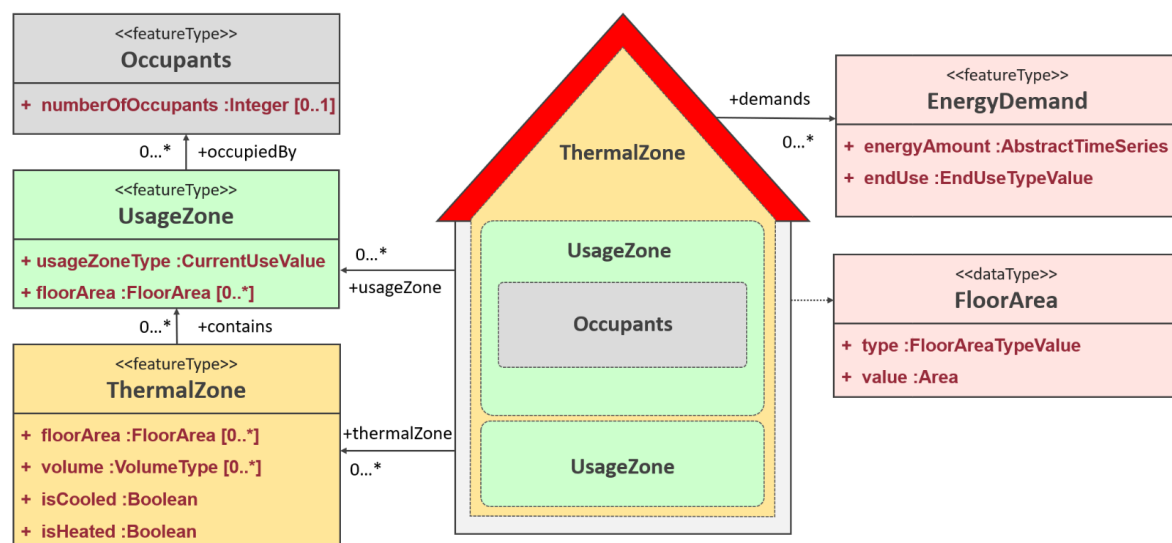 <<featureType>>
Occupants
+ numberOfOccupants :Integer [0..1]
0...*
+occupiedBy
<<featureType>>
UsageZone
+ usageZoneType :CurrentUseValue
+ floorArea :FloorArea [0..*]
0...*
+contains
<<featureType>>
ThermalZone
+ floorArea :FloorArea [0..*]
+ volume :VolumeType [0..*]
+ isCooled :Boolean
+ isHeated :Boolean
0...*
+usageZone
+thermalZone
0...*
ThermalZone
UsageZone
Occupants
UsageZone
+demands
0...*
<<featureType>>
EnergyDemand
+ energyAmount :AbstractTimeSeries
+ endUse :EndUseTypeValue
<<dataType>>
FloorArea
+ type :FloorAreaTypeValue
+ value :Area